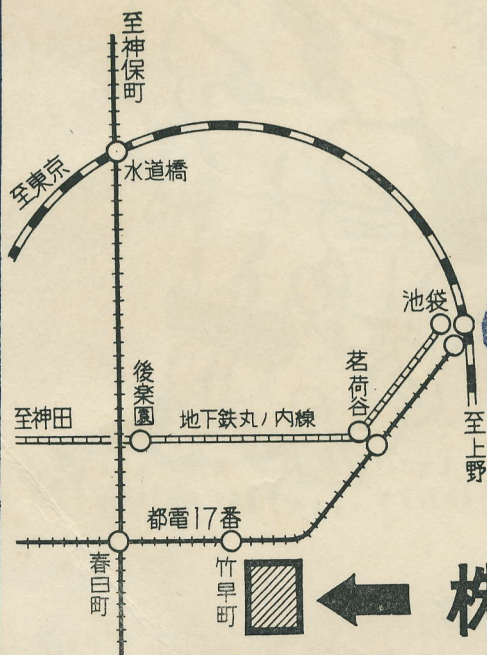 至神保町
水道橋
至東京
池袋
茗荷谷
後楽園
至神田
地下鉄丸ノ内線
至上野
都電17番
春日町
竹早町
株